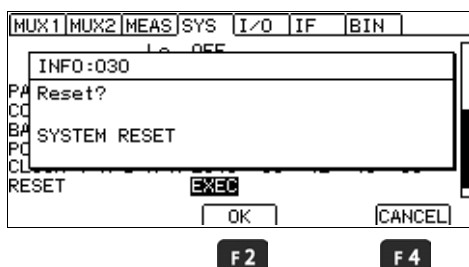 MUX1 MUX2 MEAS SYS I/O IF BIN
INFO:030
Reset?
SYSTEM RESET
RESET EXEC
OK CANCEL
F2 F4